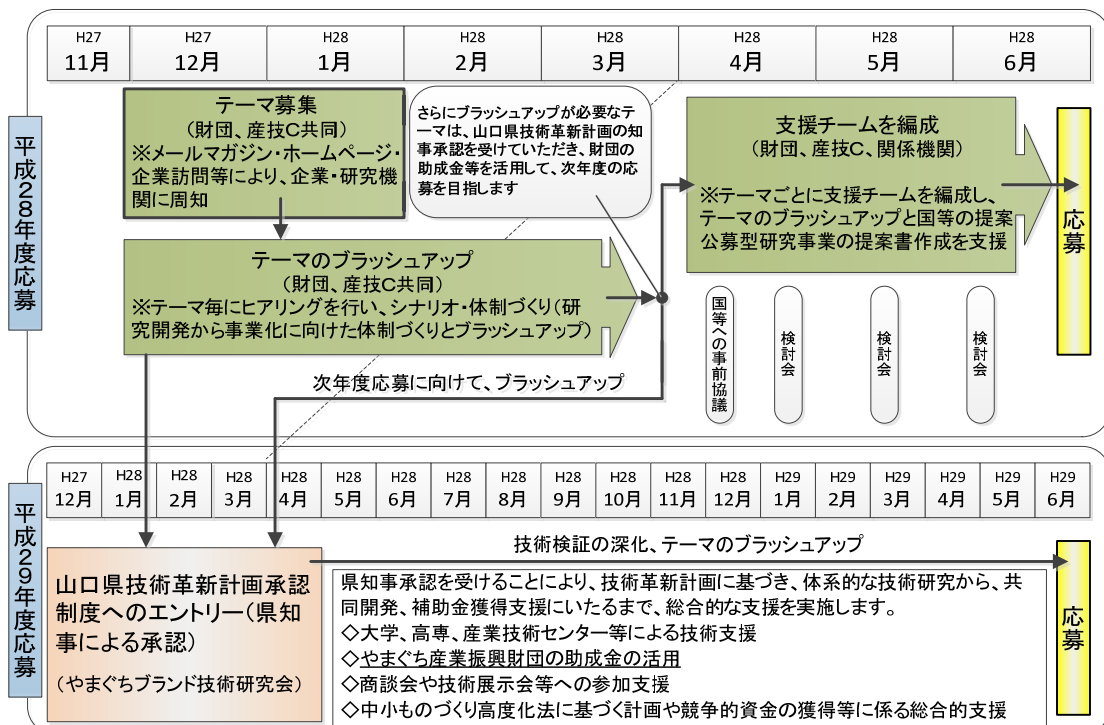 平成28年度応募
H27 H27 H28 H28 H28 H28 H28 H28
11月 12月 1月 2月 3月 4月 5月 6月
テーマ募集
(財団、産技C共同)
※メールマガジン・ホームページ・
企業訪問等により、企業・研究機
関に周知
さらにブラッシュアップが必要なテ
ーマは、山口県技術革新計画の知
事承認を受けていただき、財団の
助成金等を活用して、次年度の応
募を目指します
支援チームを編成
(財団、産技C、関係機関)
※テーマごとに支援チームを編成し、
テーマのブラッシュアップと国等の提案
公募型研究事業の提案書作成を支援
応募
テーマのブラッシュアップ
(財団、産技C共同)
※テーマ毎にヒアリングを行い、シナリオ・体制づくり(研
究開発から事業化に向けた体制づくりとブラッシュアップ)
国等への事前協議
検討会
検討会
検討会
次年度応募に向けて、ブラッシュアップ
平成29年度応募
H27 H28 H28 H28 H28 H28 H28 H28 H28 H28 H28 H28 H28 H29 H29 H29 H29 H29 H29
12月 1月 2月 3月 4月 5月 6月 7月 8月 9月 10月 11月 12月 1月 2月 3月 4月 5月 6月
技術検証の深化、テーマのブラッシュアップ
山口県技術革新計画承認
制度へのエントリー(県知
事による承認)
(やまぐちブランド技術研究会)
県知事承認を受けることにより、技術革新計画に基づき、体系的な技術研究から、共
同開発、補助金獲得支援にいたるまで、総合的な支援を実施します。
◇大学、高専、産業技術センター等による技術支援
◇やまぐち産業振興財団の助成金の活用
◇商談会や技術展示会等への参加支援
◇中小ものづくり高度化法に基づく計画や競争的資金の獲得等に係る総合的支援
応募